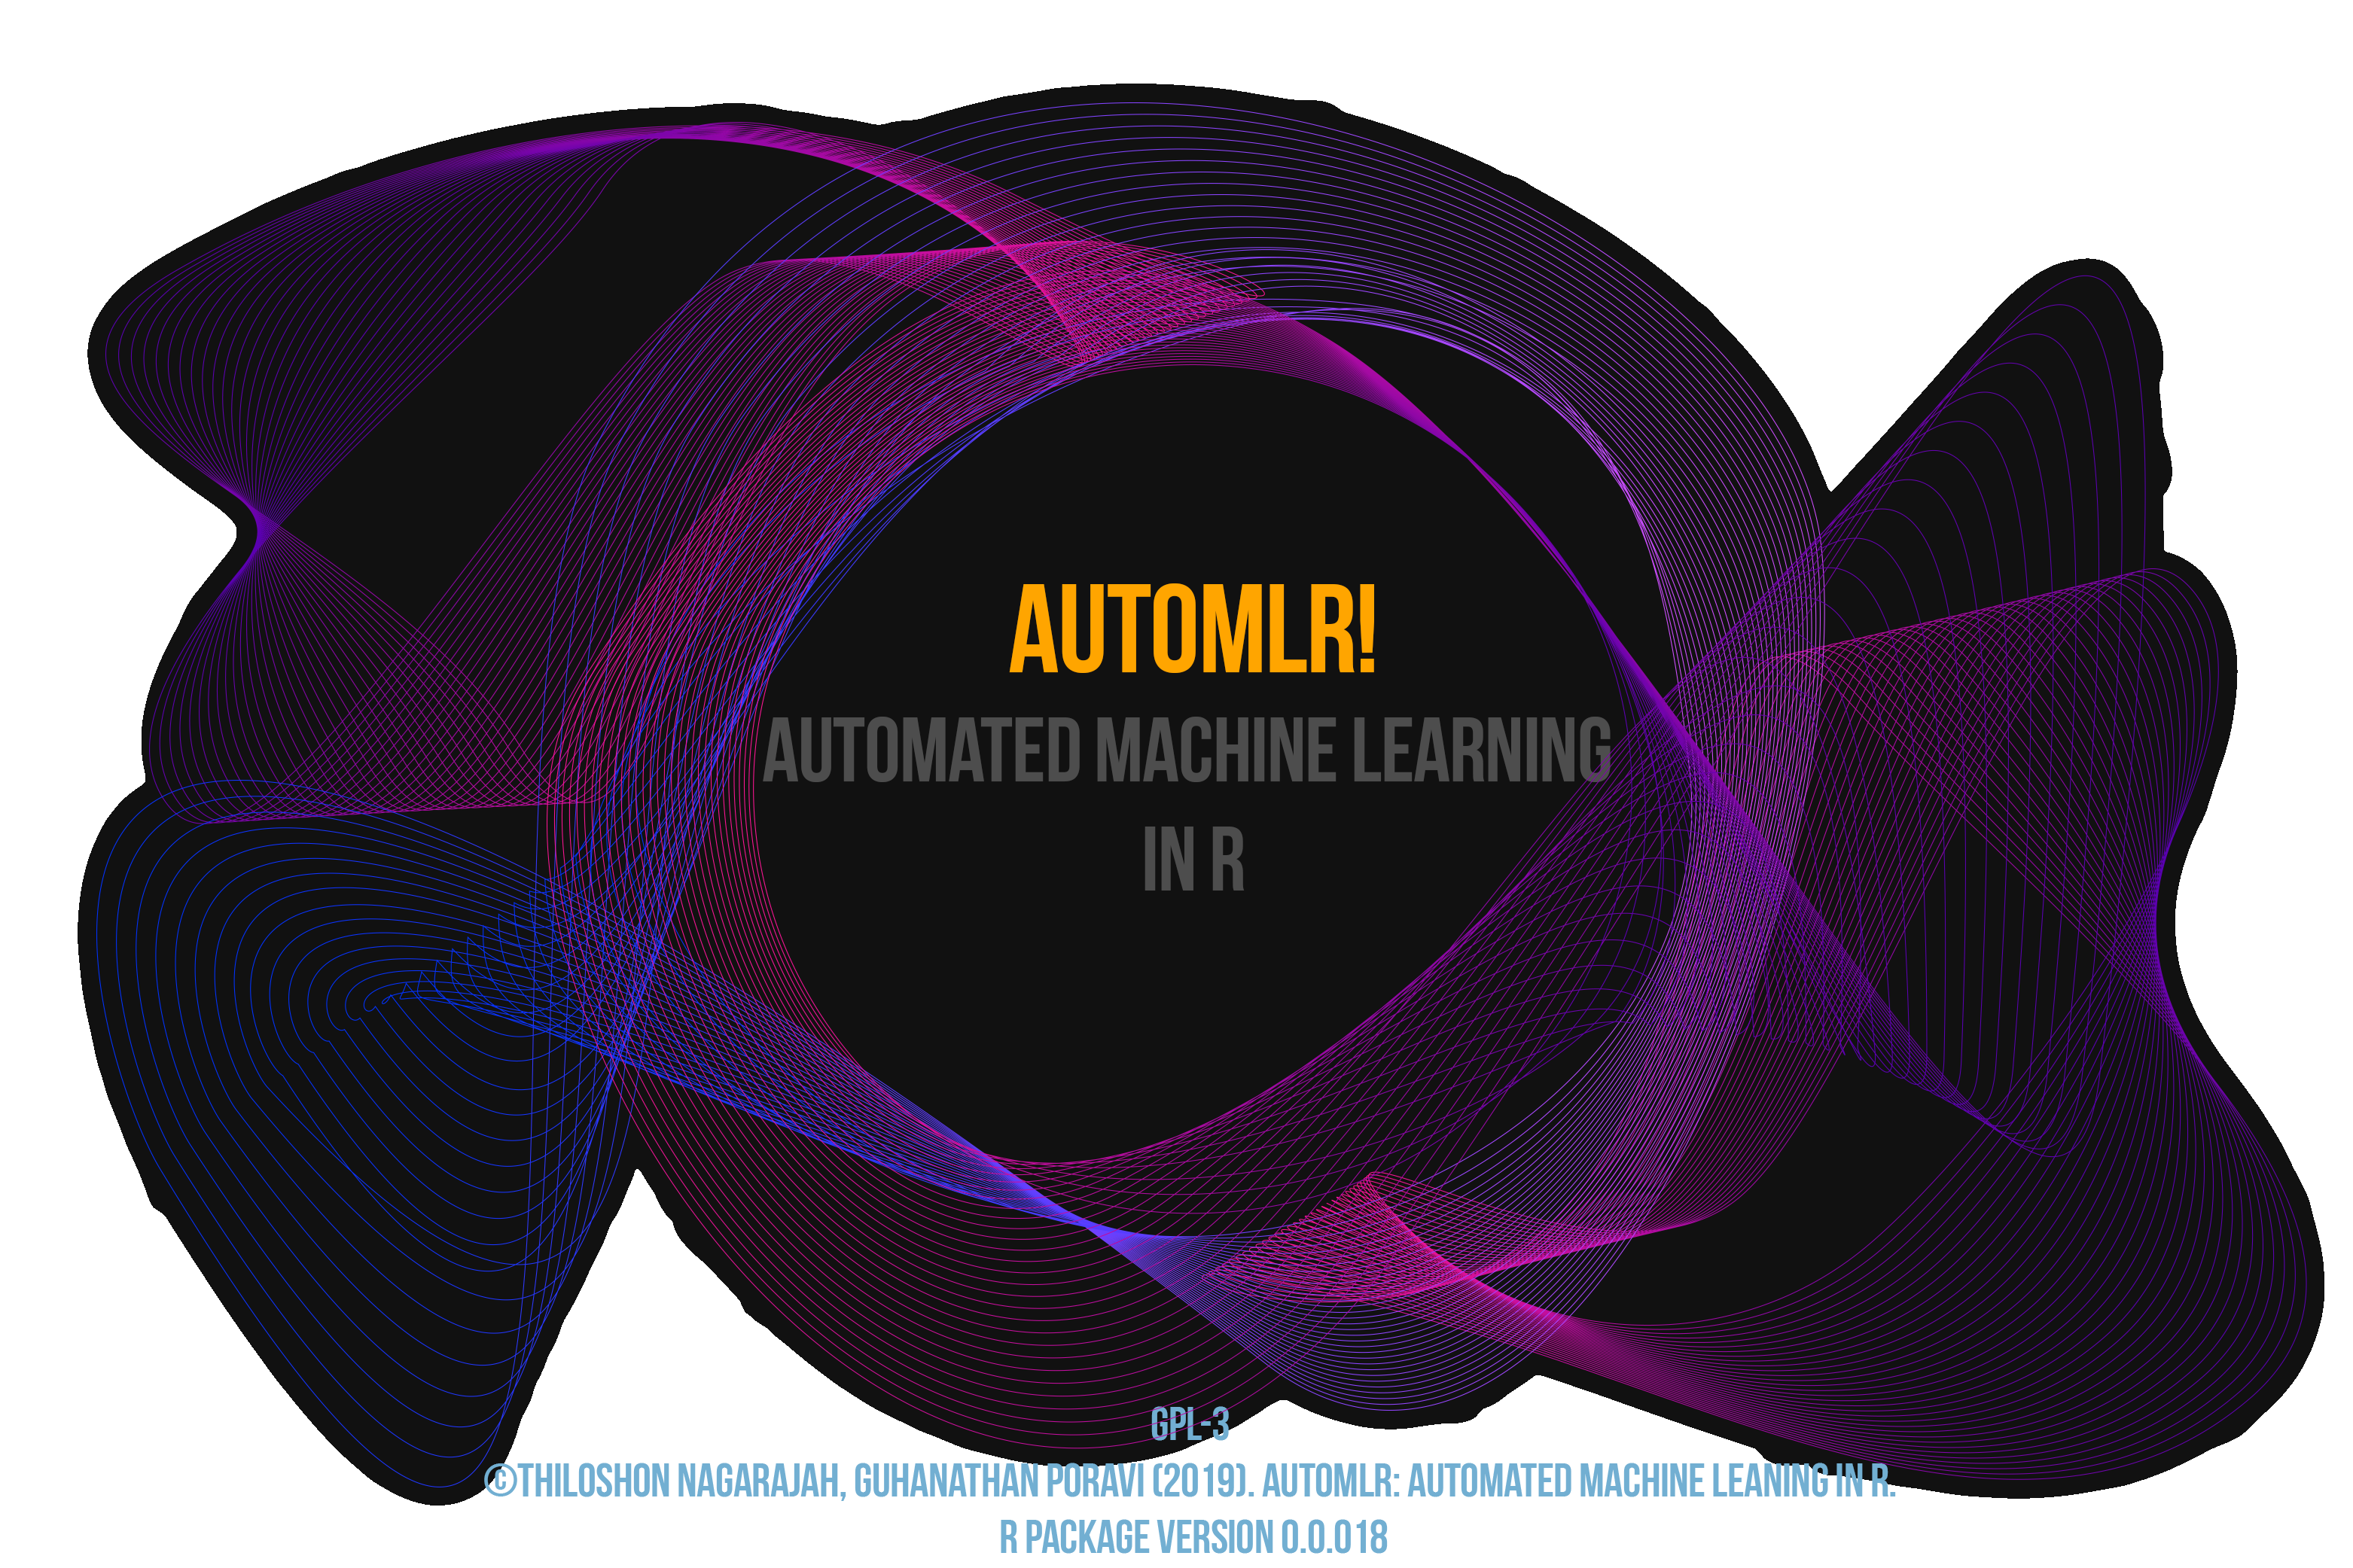 AUTOMLR!
AUTOMATED MACHINE LEARNING
IN R
GPL-3
©THILOSHON NAGARAJAH, GUHANATHAN PORAVI (2019). AUTOMLR: AUTOMATED MACHINE LEANING IN R.
R PACKAGE VERSION 0.0.018